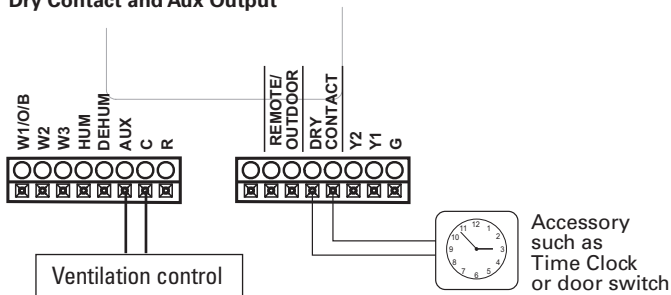 Dry Contact and Aux Output
W1/O/B
W2
W3
HUM
DEHUM
AUX
C
R
REMOTE/
OUTDOOR
DRY
CONTACT
Y2
Y1
G
Ventilation control
12
1
2
3
4
5
6
7
8
9
10
11
Accessory
such as
Time Clock
or door switch